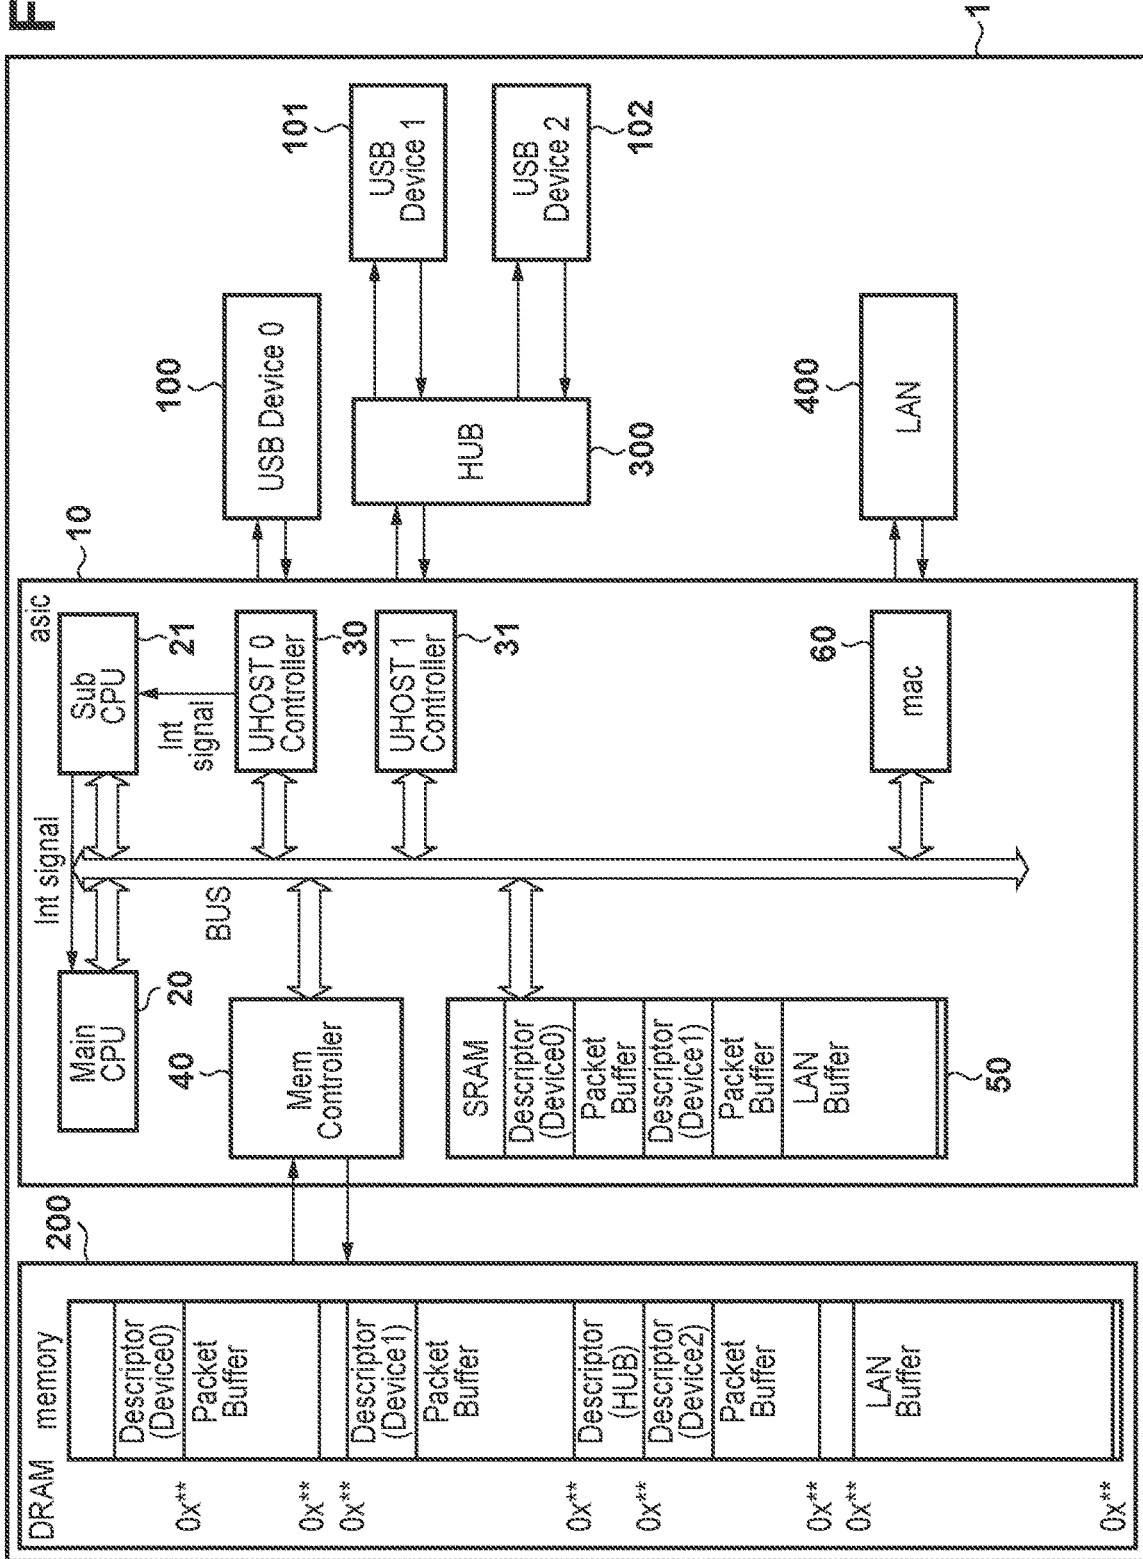 F
1
DRAM
memory
200
Descriptor
(Device0)
Packet
Buffer
Descriptor
(Device1)
Packet
Buffer
Descriptor
(HUB)
Descriptor
(Device2)
Packet
Buffer
LAN
Buffer
0x**
0x**
0x**
0x**
0x**
0x**
0x**
0x**
asic
10
Main
CPU
20
Int signal
Sub
CPU
21
Int
signal
BUS
40
Mem
Controller
UHOST 0
Controller
30
UHOST 1
Controller
31
SRAM
Descriptor
(Device0)
Packet
Buffer
Descriptor
(Device1)
Packet
Buffer
LAN
Buffer
50
60
mac
100
USB Device 0
HUB
300
101
USB
Device 1
USB
Device 2
102
400
LAN